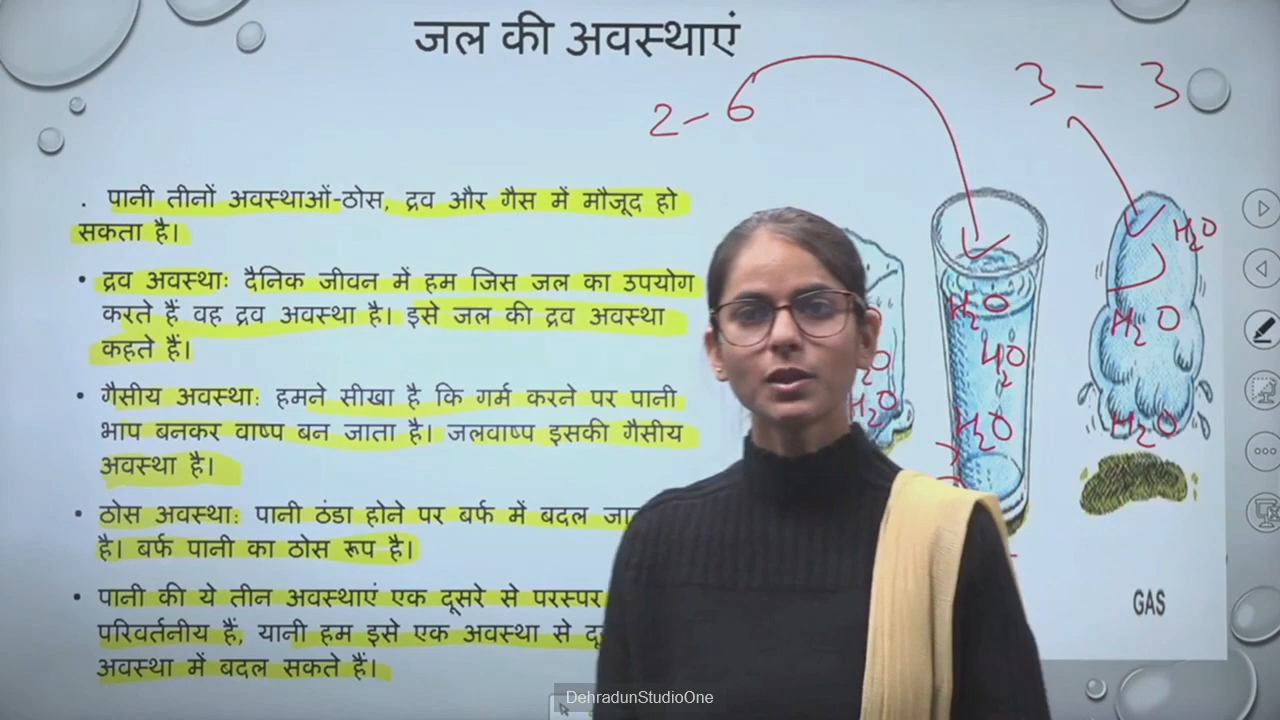 जल की अवस्थाएं
2-6
3-3
. पानी तीनों अवस्थाओं-ठोस, द्रव और गैस में मौजूद हो
सकता है।
• द्रव अवस्थाः दैनिक जीवन में हम जिस जल का उपयोग
करते हैं वह द्रव अवस्था है। इसे जल की द्रव अवस्था
कहते हैं।
• गैसीय अवस्था: हमने सीखा है कि गर्म करने पर पानी
भाप बनकर वाष्प बन जाता है। जलवाष्प इसकी गैसीय
अवस्था है।
• ठोस अवस्था: पानी ठंडा होने पर बर्फ में बदल
है। बर्फ पानी का ठोस रूप है।
• पानी की ये तीन अवस्थाएं एक दूसरे से परस्पर
परिवर्तनीय हैं, यानी हम इसे एक अवस्था से
अवस्था में बदल सकते हैं।
H2O
H2O
H2O
H2O
H2O
H2O
H2O
H2O
GAS
DehradunStudioOne